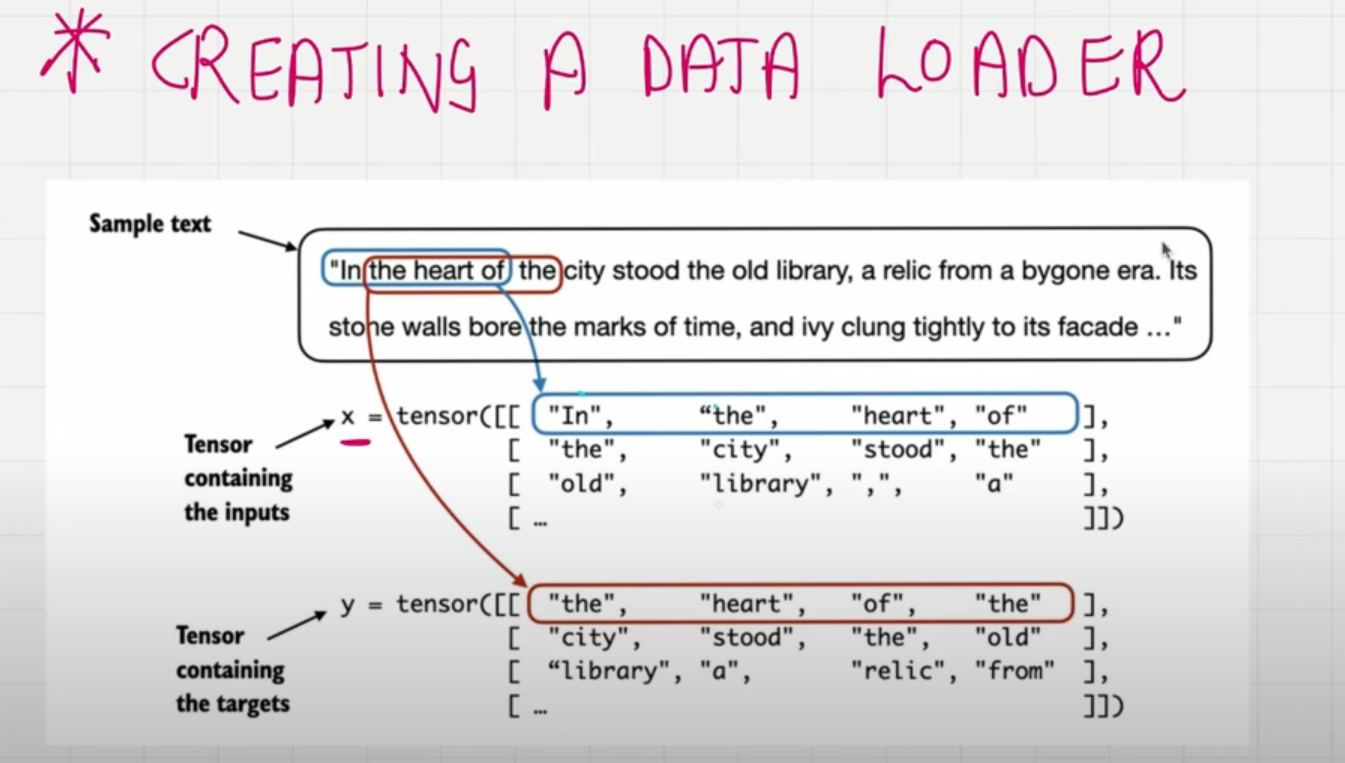 * CREATING A DATA LOADER
Sample text
"In the heart of the city stood the old library, a relic from a bygone era. Its
stone walls bore the marks of time, and ivy clung tightly to its facade ..."
x = tensor([[ "In", “the", "heart", "of" ],
[ "the", "city", "stood", "the" ],
[ "old", "library", ",", "a" ],
[ … ]])
Tensor
containing
the inputs
y = tensor([[ "the", "heart", "of", "the" ],
[ "city", "stood", "the", "old" ],
[ “library", "a", "relic", "from" ],
[ … ]])
Tensor
containing
the targets